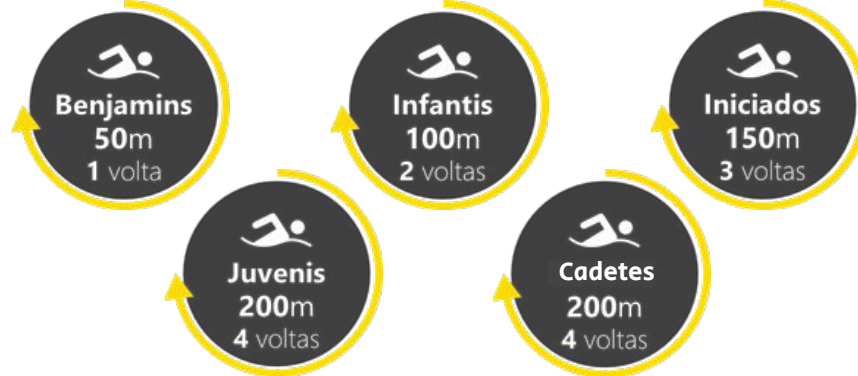 Benjamins
50m
1 volta
Infantis
100m
2 voltas
Iniciados
150m
3 voltas
Juvenis
200m
4 voltas
Cadetes
200m
4 voltas